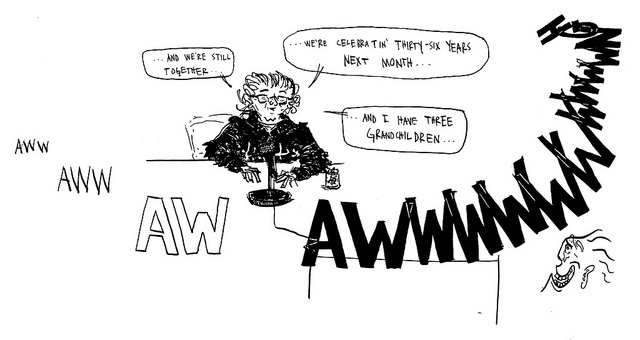 ...AND WE'RE STILL
TOGETHER...
...WE'RE CELEBRATIN' THIRTY-SIX YEARS
NEXT MONTH...
...AND I HAVE THREE
GRANDCHILDREN...
AWW
AWW
AW